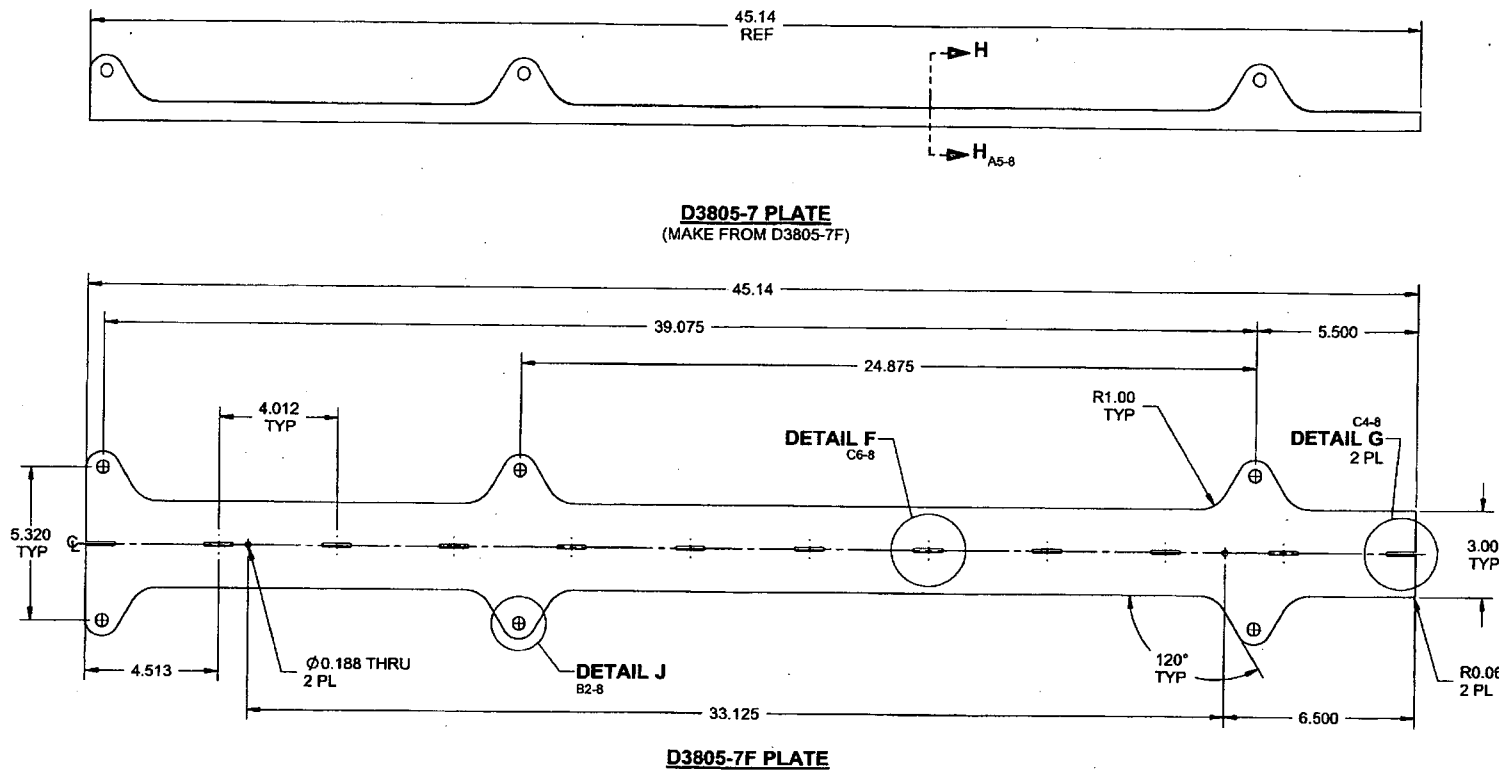 45.14
REF
H
H A5-8
D3805-7 PLATE
(MAKE FROM D3805-7F)
45.14
39.075
5.500
24.875
4.012
TYP
R1.00
TYP
DETAIL F
C6-8
C4-8
DETAIL G
2 PL
5.320
TYP
℄
3.00
TYP
4.513
Ø0.188 THRU
2 PL
DETAIL J
B2-8
120°
TYP
R0.06
2 PL
33.125
6.500
D3805-7F PLATE